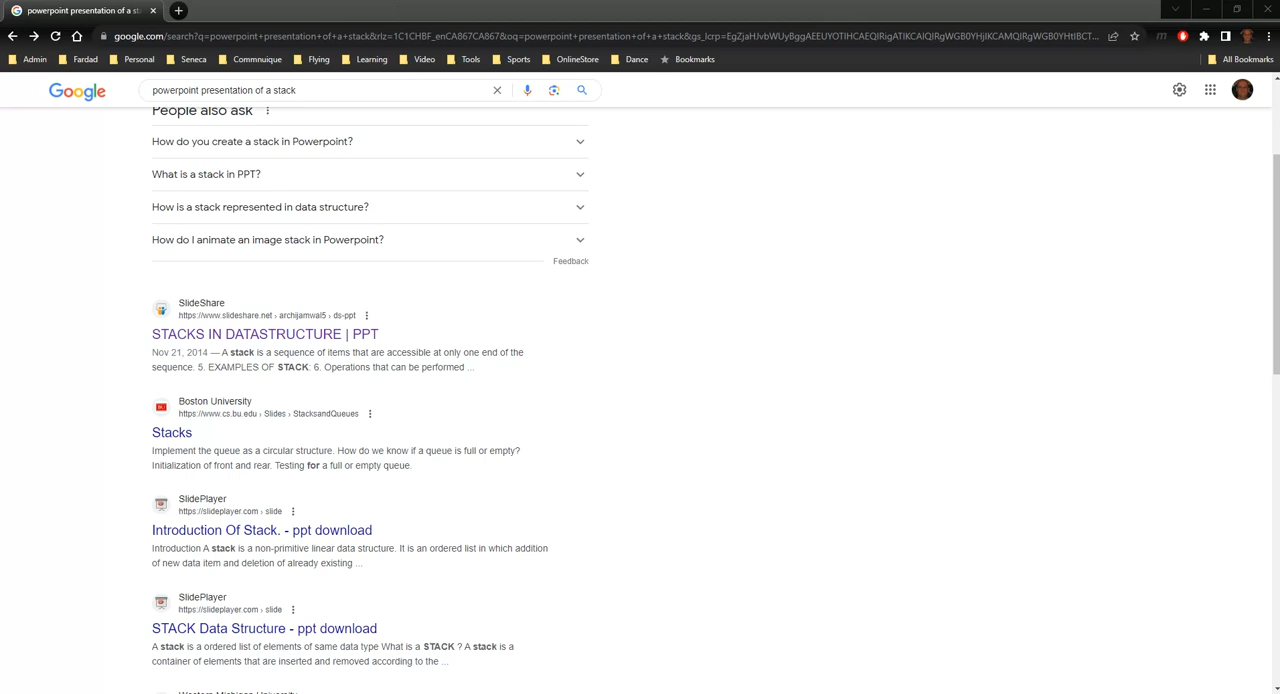 powerpoint presentation of a st
google.com/search?q=powerpoint+presentation+of+a+stack&rlz=1C1CHBF_enCA867CA867&oq=powerpoint+presentation+of+a+stack&gs_lcrp=EgZjaHJvbWUyBggAEEUYOTIHCAEQIRigATIKCAIQIRgWGB0YHjIKCAMQIRgWGB0YHtIBCT...
Admin Fardad Personal Seneca Commnuique Flying Learning Video Tools Sports OnlineStore Dance Bookmarks All Bookmarks
Google powerpoint presentation of a stack
People also ask
How do you create a stack in Powerpoint?
What is a stack in PPT?
How is a stack represented in data structure?
How do I animate an image stack in Powerpoint?
Feedback
SlideShare
https://www.slideshare.net › archijamwal5 › ds-ppt
STACKS IN DATASTRUCTURE | PPT
Nov 21, 2014 — A stack is a sequence of items that are accessible at only one end of the
sequence. 5. EXAMPLES OF STACK: 6. Operations that can be performed ...
Boston University
https://www.cs.bu.edu › Slides › StacksandQueues
Stacks
Implement the queue as a circular structure. How do we know if a queue is full or empty?
Initialization of front and rear. Testing for a full or empty queue.
SlidePlayer
https://slideplayer.com › slide
Introduction Of Stack. - ppt download
Introduction A stack is a non-primitive linear data structure. It is an ordered list in which addition
of new data item and deletion of already existing ...
SlidePlayer
https://slideplayer.com › slide
STACK Data Structure - ppt download
A stack is a ordered list of elements of same data type What is a STACK ? A stack is a
container of elements that are inserted and removed according to the ...
Western Michigan University